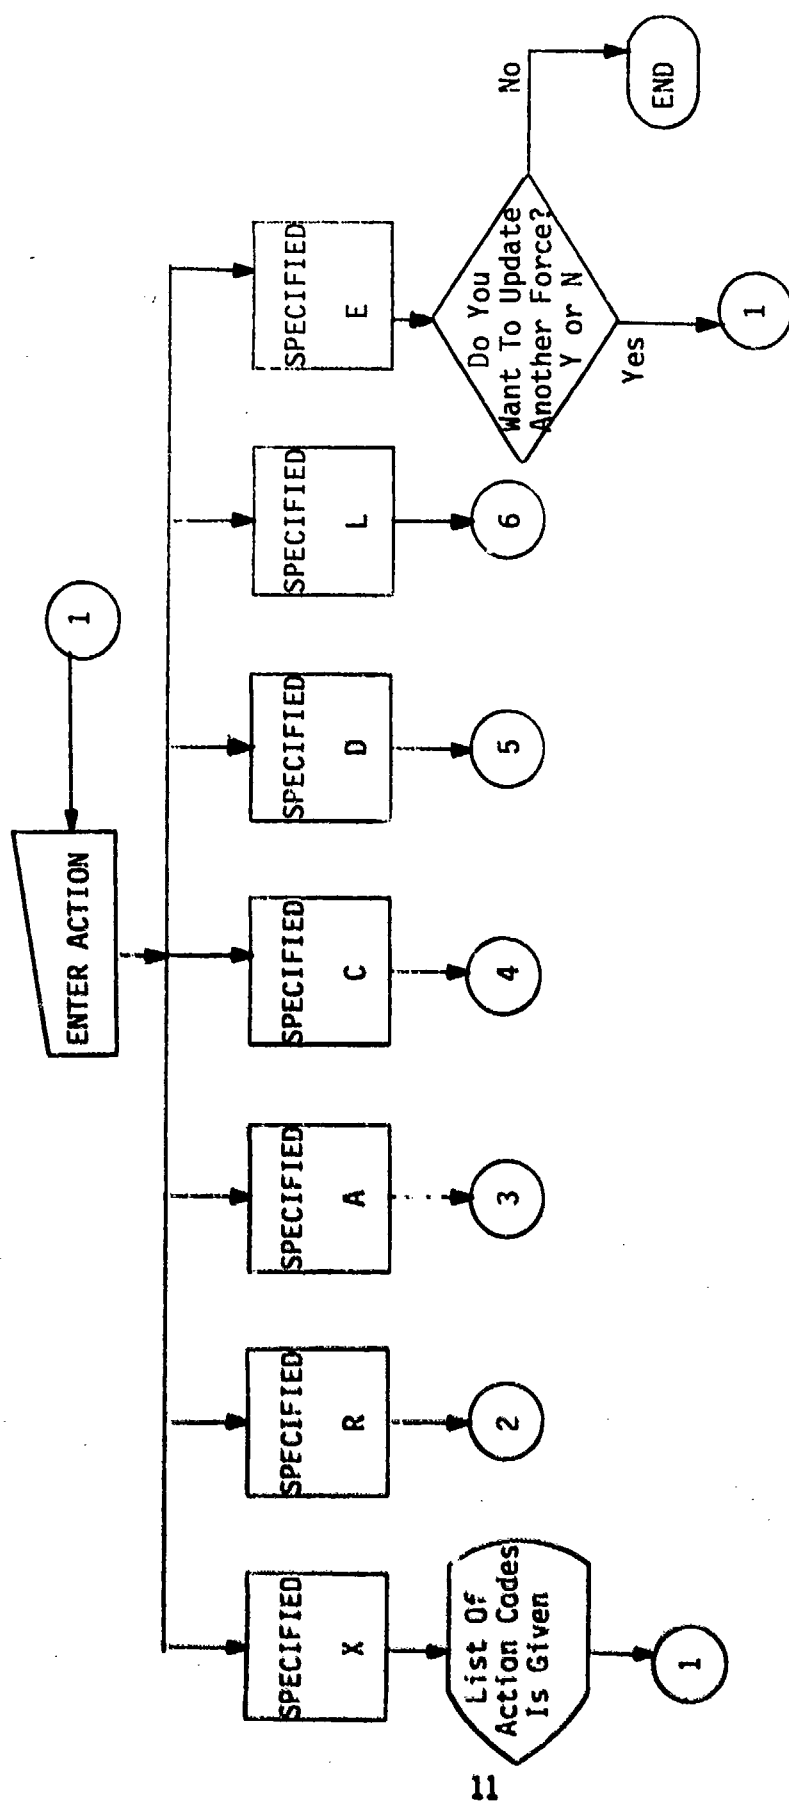 1
ENTER ACTION
SPECIFIED
X
SPECIFIED
R
SPECIFIED
A
SPECIFIED
C
SPECIFIED
D
SPECIFIED
L
SPECIFIED
E
List Of
Action Codes
Is Given
1
2
3
4
5
6
Do You
Want To Update
Another Force?
Y or N
No
END
Yes
1
11